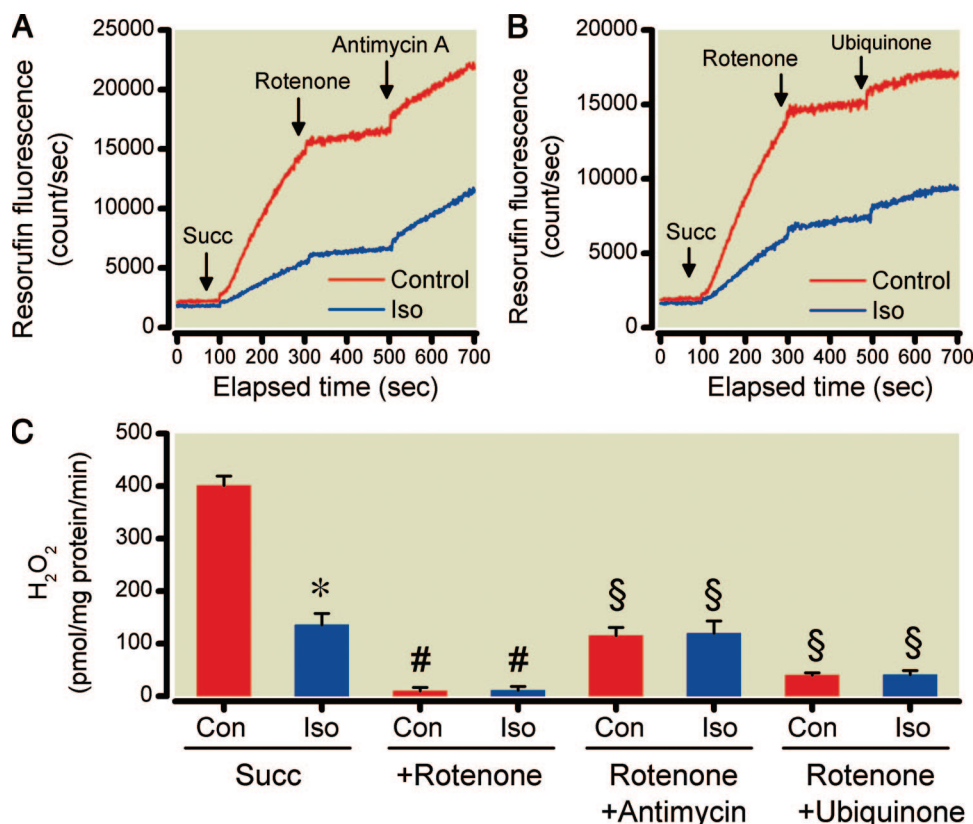 A
Resorufin fluorescence
(count/sec)
25000
20000
15000
10000
5000
0
Succ
Rotenone
Antimycin A
Control
Iso
0 100 200 300 400 500 600 700
Elapsed time (sec)
B
Resorufin fluorescence
(count/sec)
20000
15000
10000
5000
0
Succ
Rotenone
Ubiquinone
Control
Iso
0 100 200 300 400 500 600 700
Elapsed time (sec)
C
H₂O₂
(pmol/mg protein/min)
500
400
300
200
100
0
*
# #
§ §
§ §
Con Iso Con Iso Con Iso Con Iso
Succ
+Rotenone
Rotenone
+Antimycin
Rotenone
+Ubiquinone